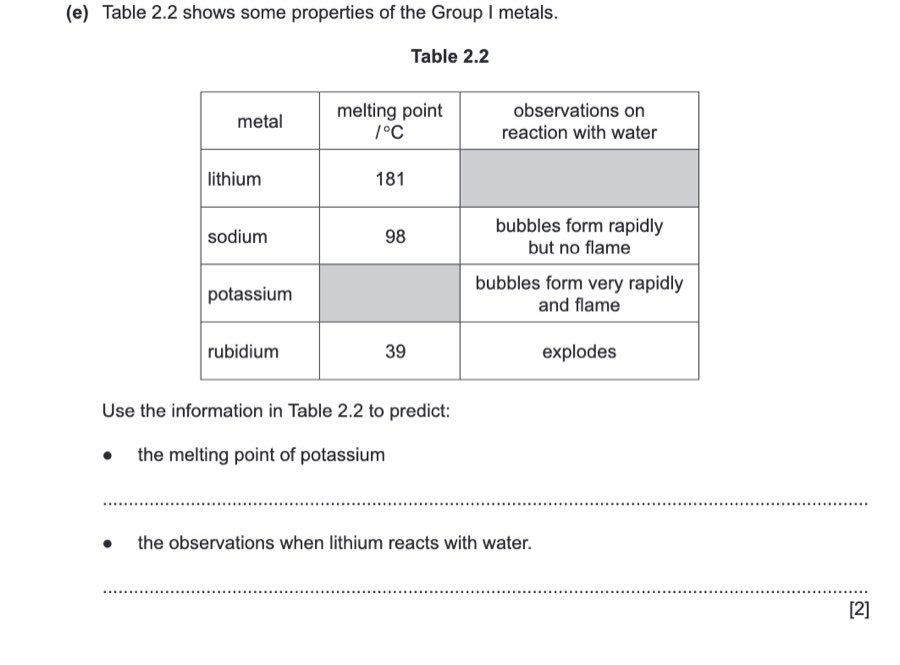 (e) Table 2.2 shows some properties of the Group I metals.
Table 2.2
metal
melting point
/°C
observations on
reaction with water
lithium
181
sodium
98
bubbles form rapidly
but no flame
potassium
bubbles form very rapidly
and flame
rubidium
39
explodes
Use the information in Table 2.2 to predict:
• the melting point of potassium
• the observations when lithium reacts with water.
[2]